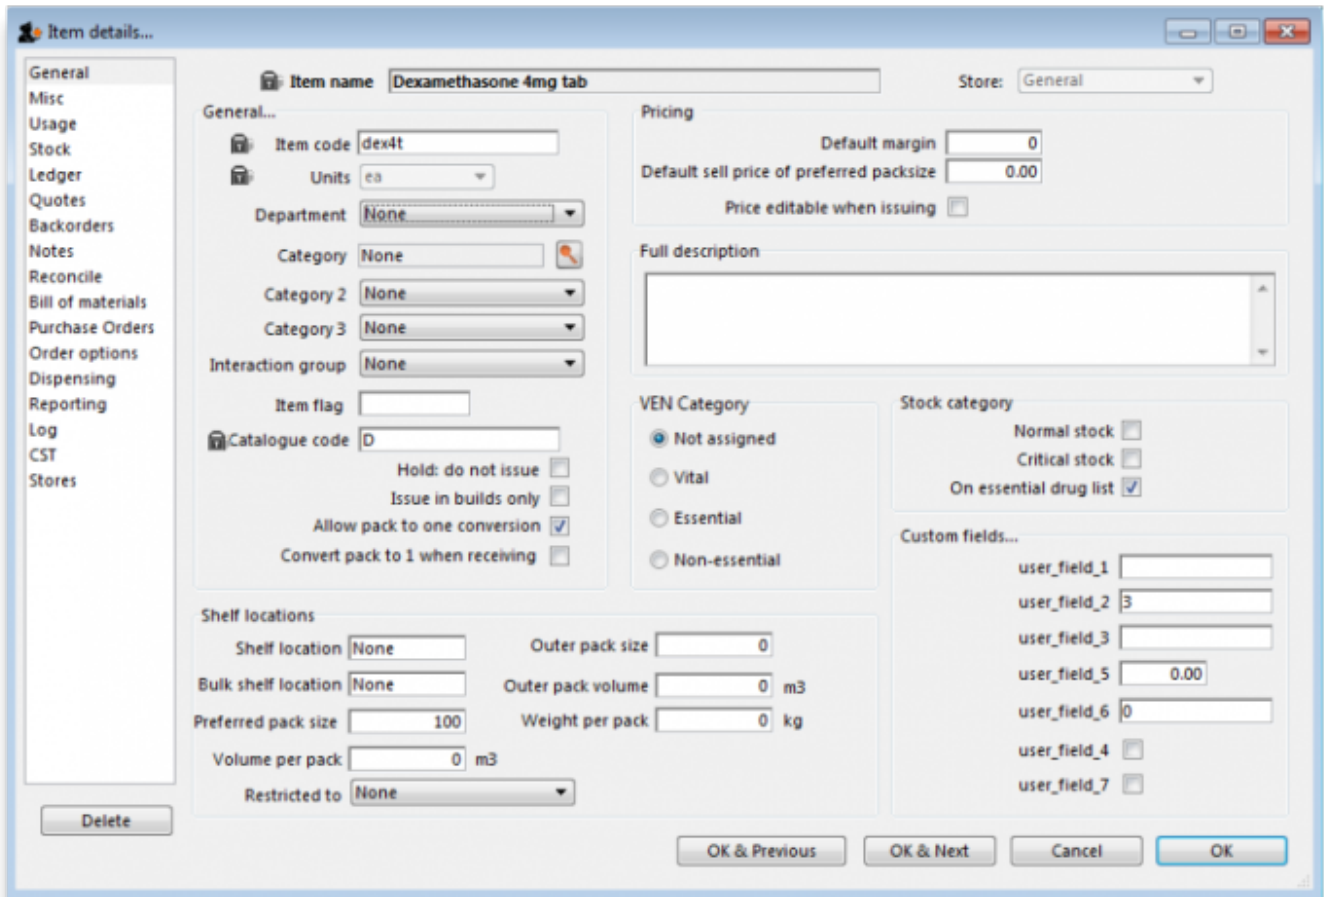 Item details...
General
Misc
Usage
Stock
Ledger
Quotes
Backorders
Notes
Reconcile
Bill of materials
Purchase Orders
Order options
Dispensing
Reporting
Log
CST
Stores
Delete
Item name Dexamethasone 4mg tab
Store: General
General...
Item code dex4t
Units ea
Department None
Category None
Category 2 None
Category 3 None
Interaction group None
Item flag
Catalogue code D
Hold: do not issue
Issue in builds only
Allow pack to one conversion
Convert pack to 1 when receiving
Pricing
Default margin 0
Default sell price of preferred packsize 0.00
Price editable when issuing
Full description
VEN Category
Not assigned
Vital
Essential
Non-essential
Stock category
Normal stock
Critical stock
On essential drug list
Custom fields...
user_field_1
user_field_2 3
user_field_3
user_field_5 0.00
user_field_6 0
user_field_4
user_field_7
Shelf locations
Shelf location None
Bulk shelf location None
Preferred pack size 100
Volume per pack 0 m3
Restricted to None
Outer pack size 0
Outer pack volume 0 m3
Weight per pack 0 kg
OK & Previous
OK & Next
Cancel
OK